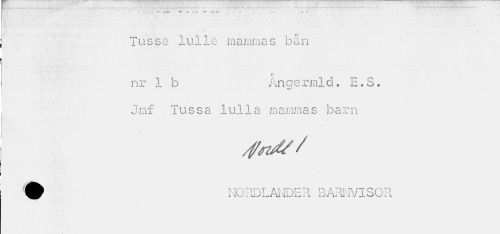 Tusse lulle mammas bån
nr 1 b Ångermld. E.S.
Jmf Tussa lulla mammas barn
Nordl 1
NORDLANDER BARNVISOR